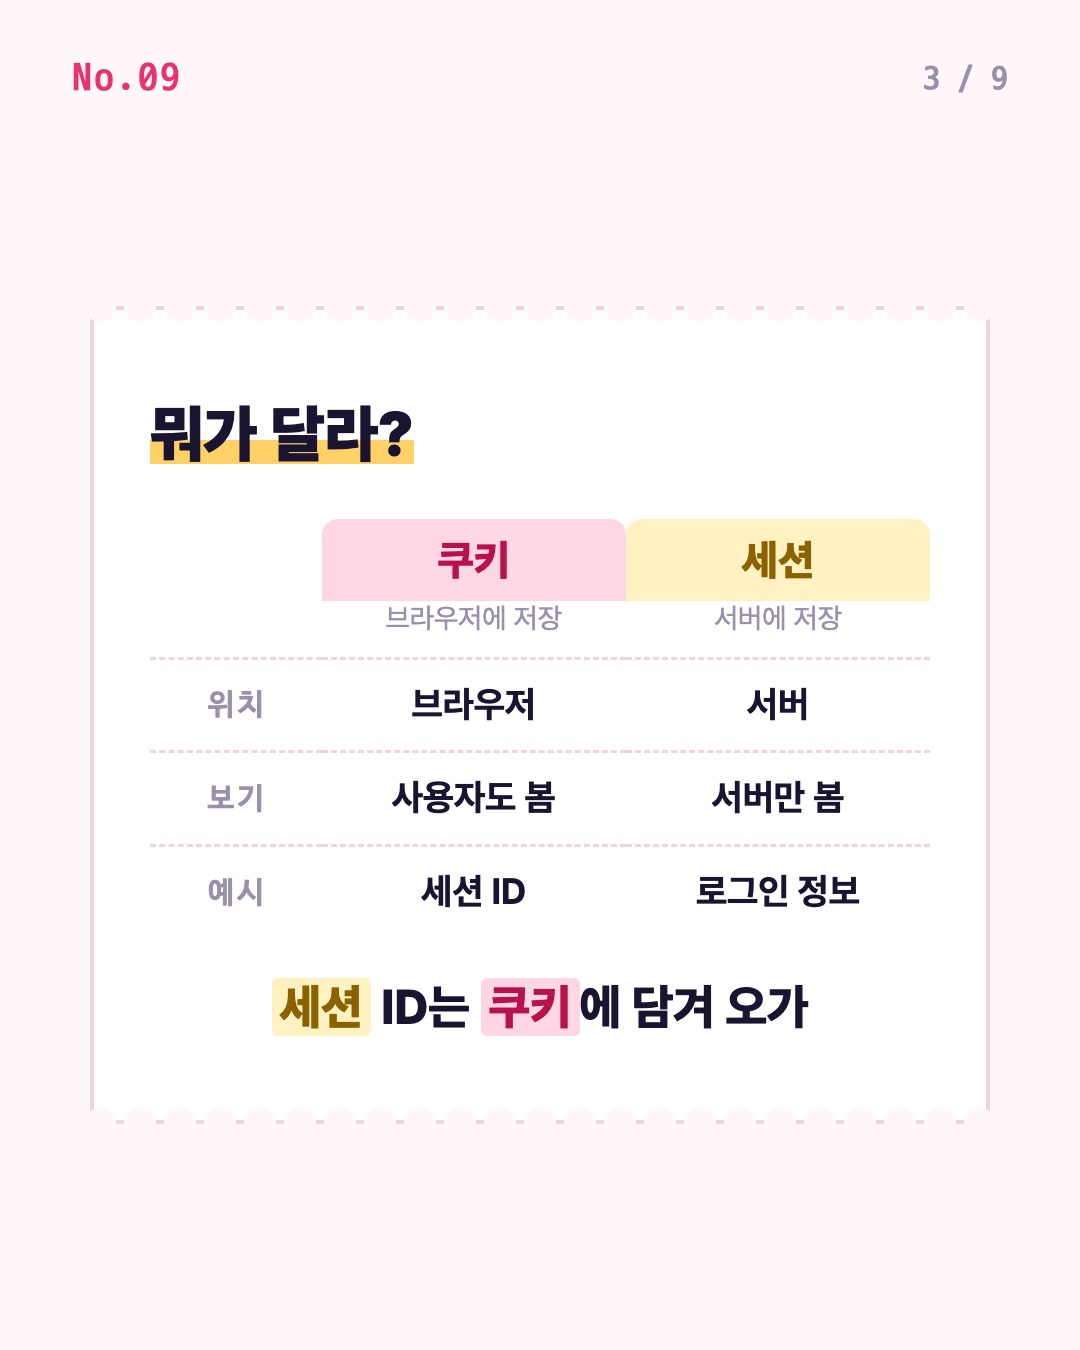 No.09
3 / 9
뭐가 달라?
쿠키 세션
브라우저에 저장 서버에 저장
위치 브라우저 서버
보기 사용자도 봄 서버만 봄
예시 세션 ID 로그인 정보
세션 ID는 쿠키에 담겨 오가